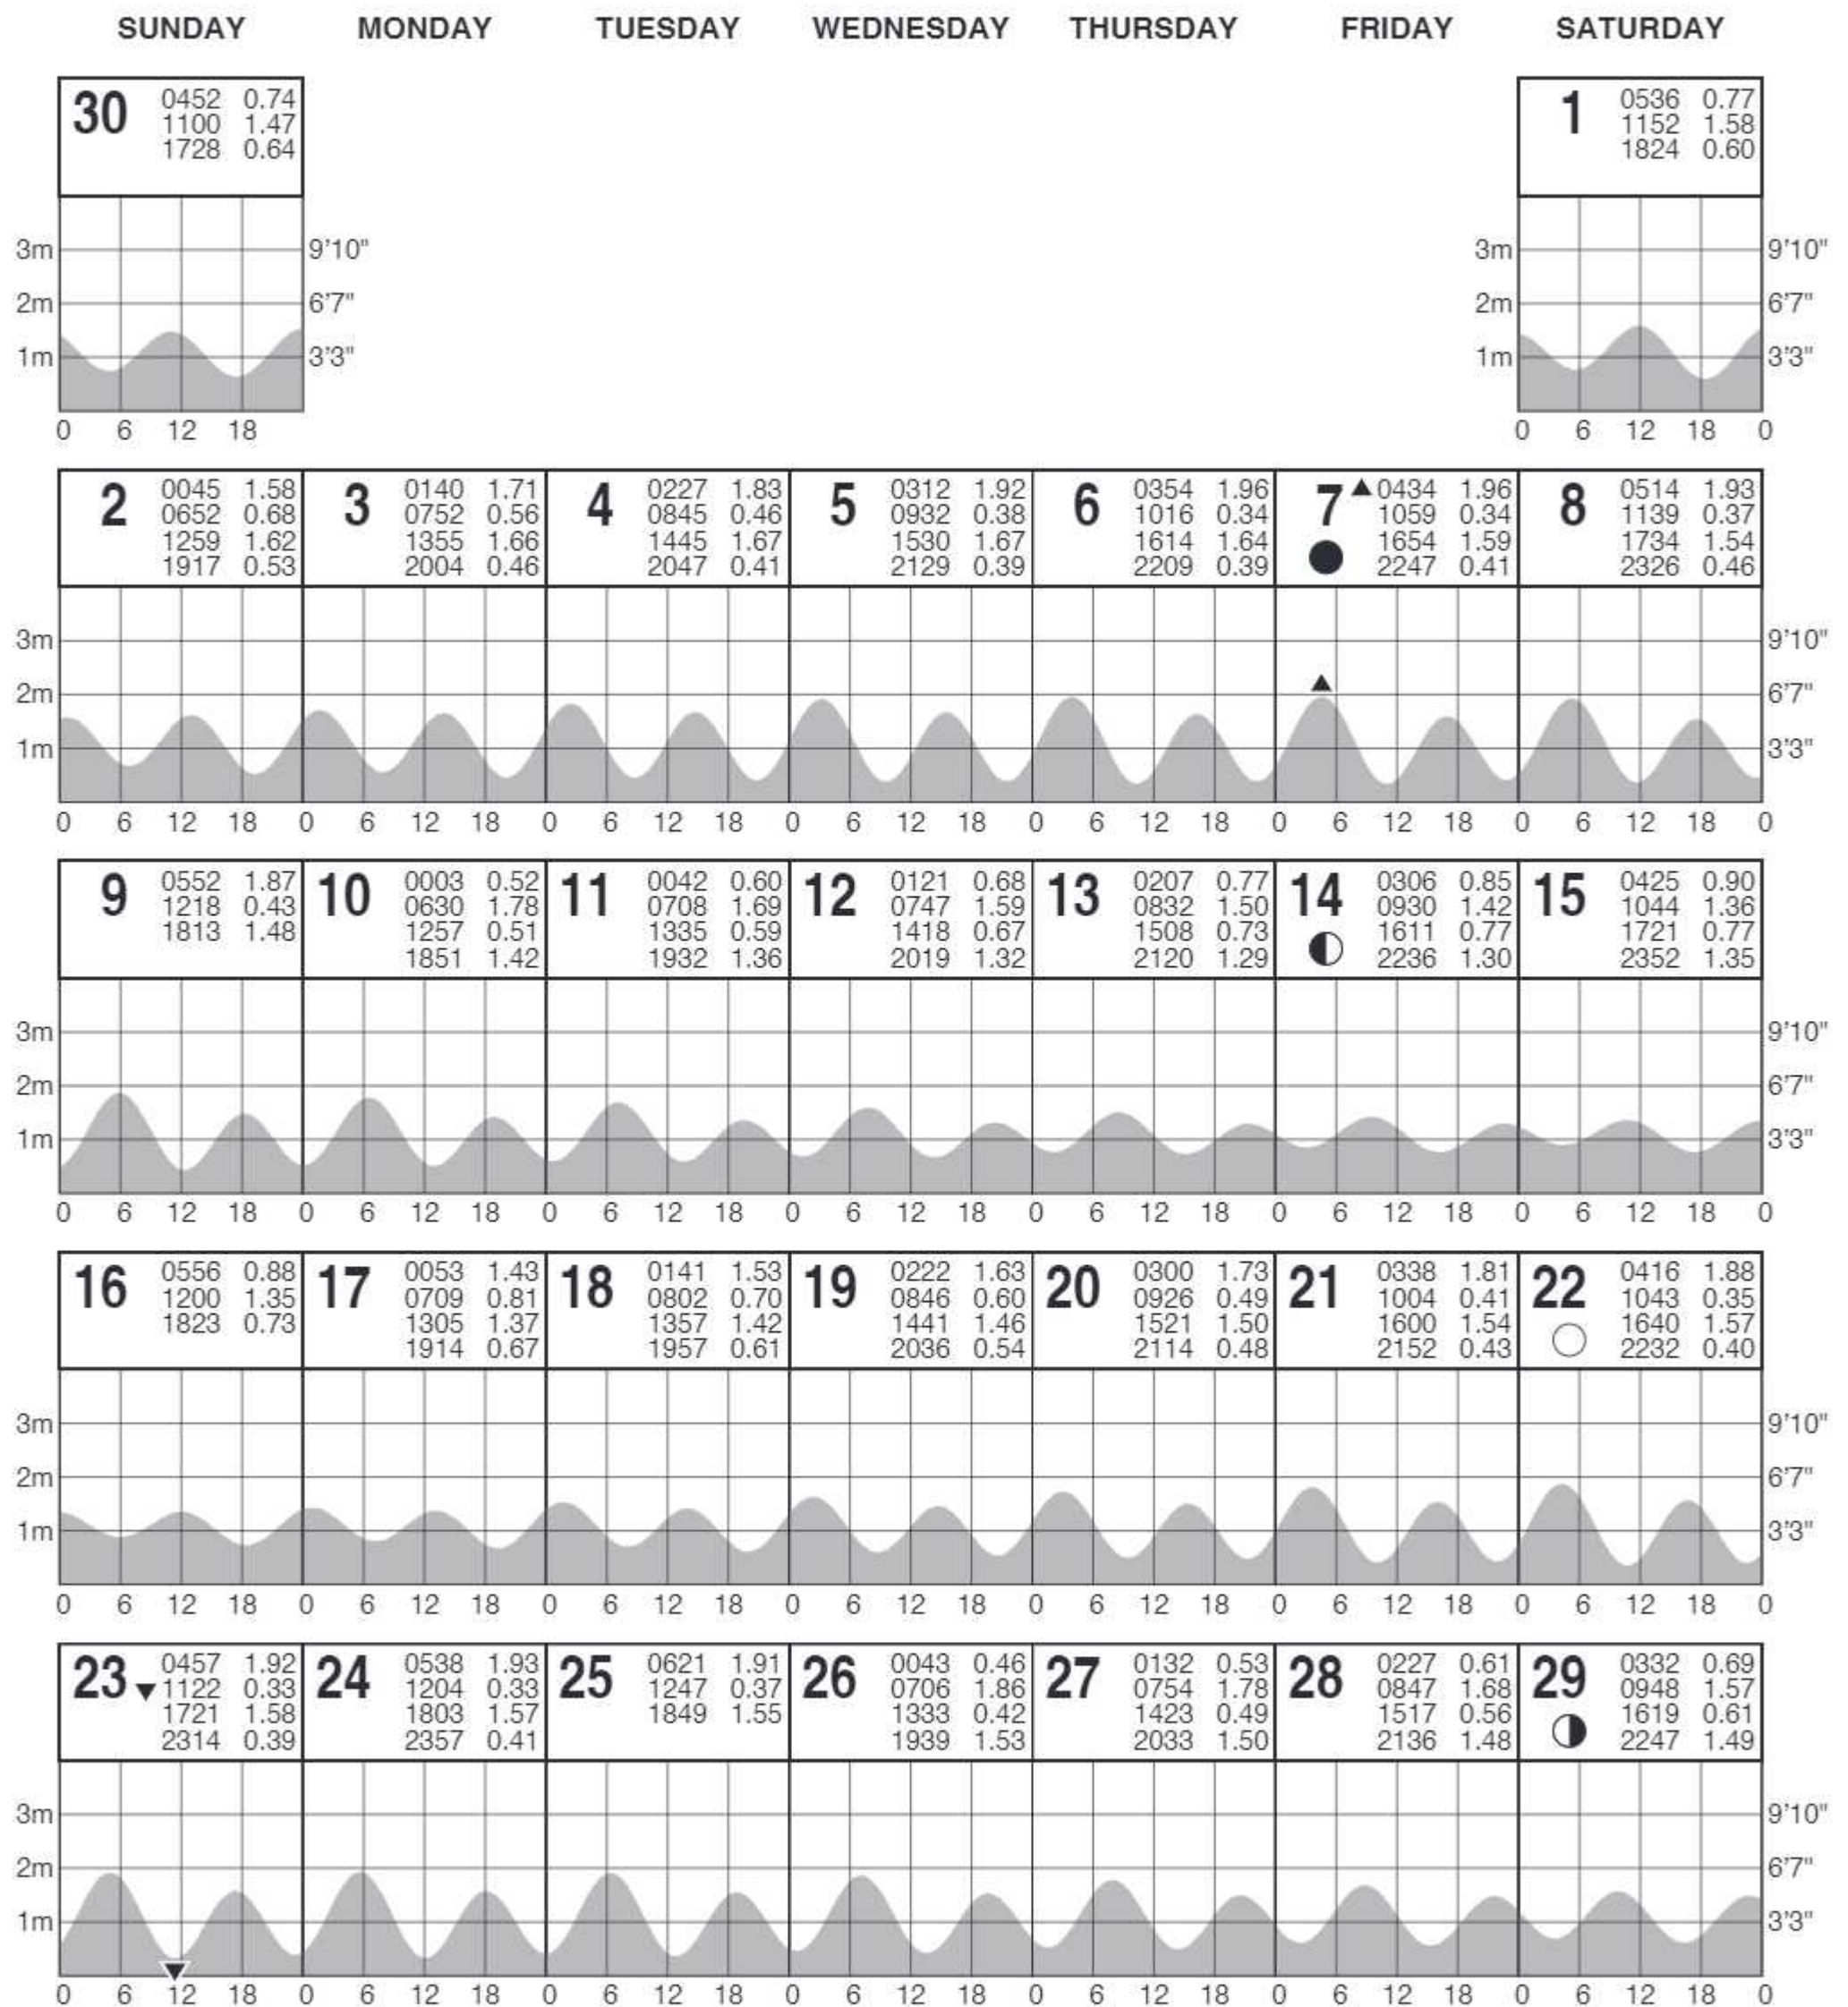 SUNDAY MONDAY TUESDAY WEDNESDAY THURSDAY FRIDAY SATURDAY
30 0452 0.74
1100 1.47
1728 0.64
1 0536 0.77
1152 1.58
1824 0.60
3m 9'10"
2m 6'7"
1m 3'3"
0 6 12 18
3m 9'10"
2m 6'7"
1m 3'3"
0 6 12 18 0
2 0045 1.58
0652 0.68
1259 1.62
1917 0.53
3 0140 1.71
0752 0.56
1355 1.66
2004 0.46
4 0227 1.83
0845 0.46
1445 1.67
2047 0.41
5 0312 1.92
0932 0.38
1530 1.67
2129 0.39
6 0354 1.96
1016 0.34
1614 1.64
2209 0.39
7 ▲ 0434 1.96
1059 0.34
1654 1.59
2247 0.41
8 0514 1.93
1139 0.37
1734 1.54
2326 0.46
3m 9'10"
2m 6'7"
1m 3'3"
0 6 12 18 0 6 12 18 0 6 12 18 0 6 12 18 0 6 12 18 0 6 12 18 0 6 12 18 0
9 0552 1.87
1218 0.43
1813 1.48
10 0003 0.52
0630 1.78
1257 0.51
1851 1.42
11 0042 0.60
0708 1.69
1335 0.59
1932 1.36
12 0121 0.68
0747 1.59
1418 0.67
2019 1.32
13 0207 0.77
0832 1.50
1508 0.73
2120 1.29
14 0306 0.85
0930 1.42
1611 0.77
2236 1.30
15 0425 0.90
1044 1.36
1721 0.77
2352 1.35
3m 9'10"
2m 6'7"
1m 3'3"
0 6 12 18 0 6 12 18 0 6 12 18 0 6 12 18 0 6 12 18 0 6 12 18 0 6 12 18 0
16 0556 0.88
1200 1.35
1823 0.73
17 0053 1.43
0709 0.81
1305 1.37
1914 0.67
18 0141 1.53
0802 0.70
1357 1.42
1957 0.61
19 0222 1.63
0846 0.60
1441 1.46
2036 0.54
20 0300 1.73
0926 0.49
1521 1.50
2114 0.48
21 0338 1.81
1004 0.41
1600 1.54
2152 0.43
22 0416 1.88
1043 0.35
1640 1.57
2232 0.40
3m 9'10"
2m 6'7"
1m 3'3"
0 6 12 18 0 6 12 18 0 6 12 18 0 6 12 18 0 6 12 18 0 6 12 18 0 6 12 18 0
23 ▼ 0457 1.92
1122 0.33
1721 1.58
2314 0.39
24 0538 1.93
1204 0.33
1803 1.57
2357 0.41
25 0621 1.91
1247 0.37
1849 1.55
26 0043 0.46
0706 1.86
1333 0.42
1939 1.53
27 0132 0.53
0754 1.78
1423 0.49
2033 1.50
28 0227 0.61
0847 1.68
1517 0.56
2136 1.48
29 0332 0.69
0948 1.57
1619 0.61
2247 1.49
3m 9'10"
2m 6'7"
1m 3'3"
0 6 12 18 0 6 12 18 0 6 12 18 0 6 12 18 0 6 12 18 0 6 12 18 0 6 12 18 0